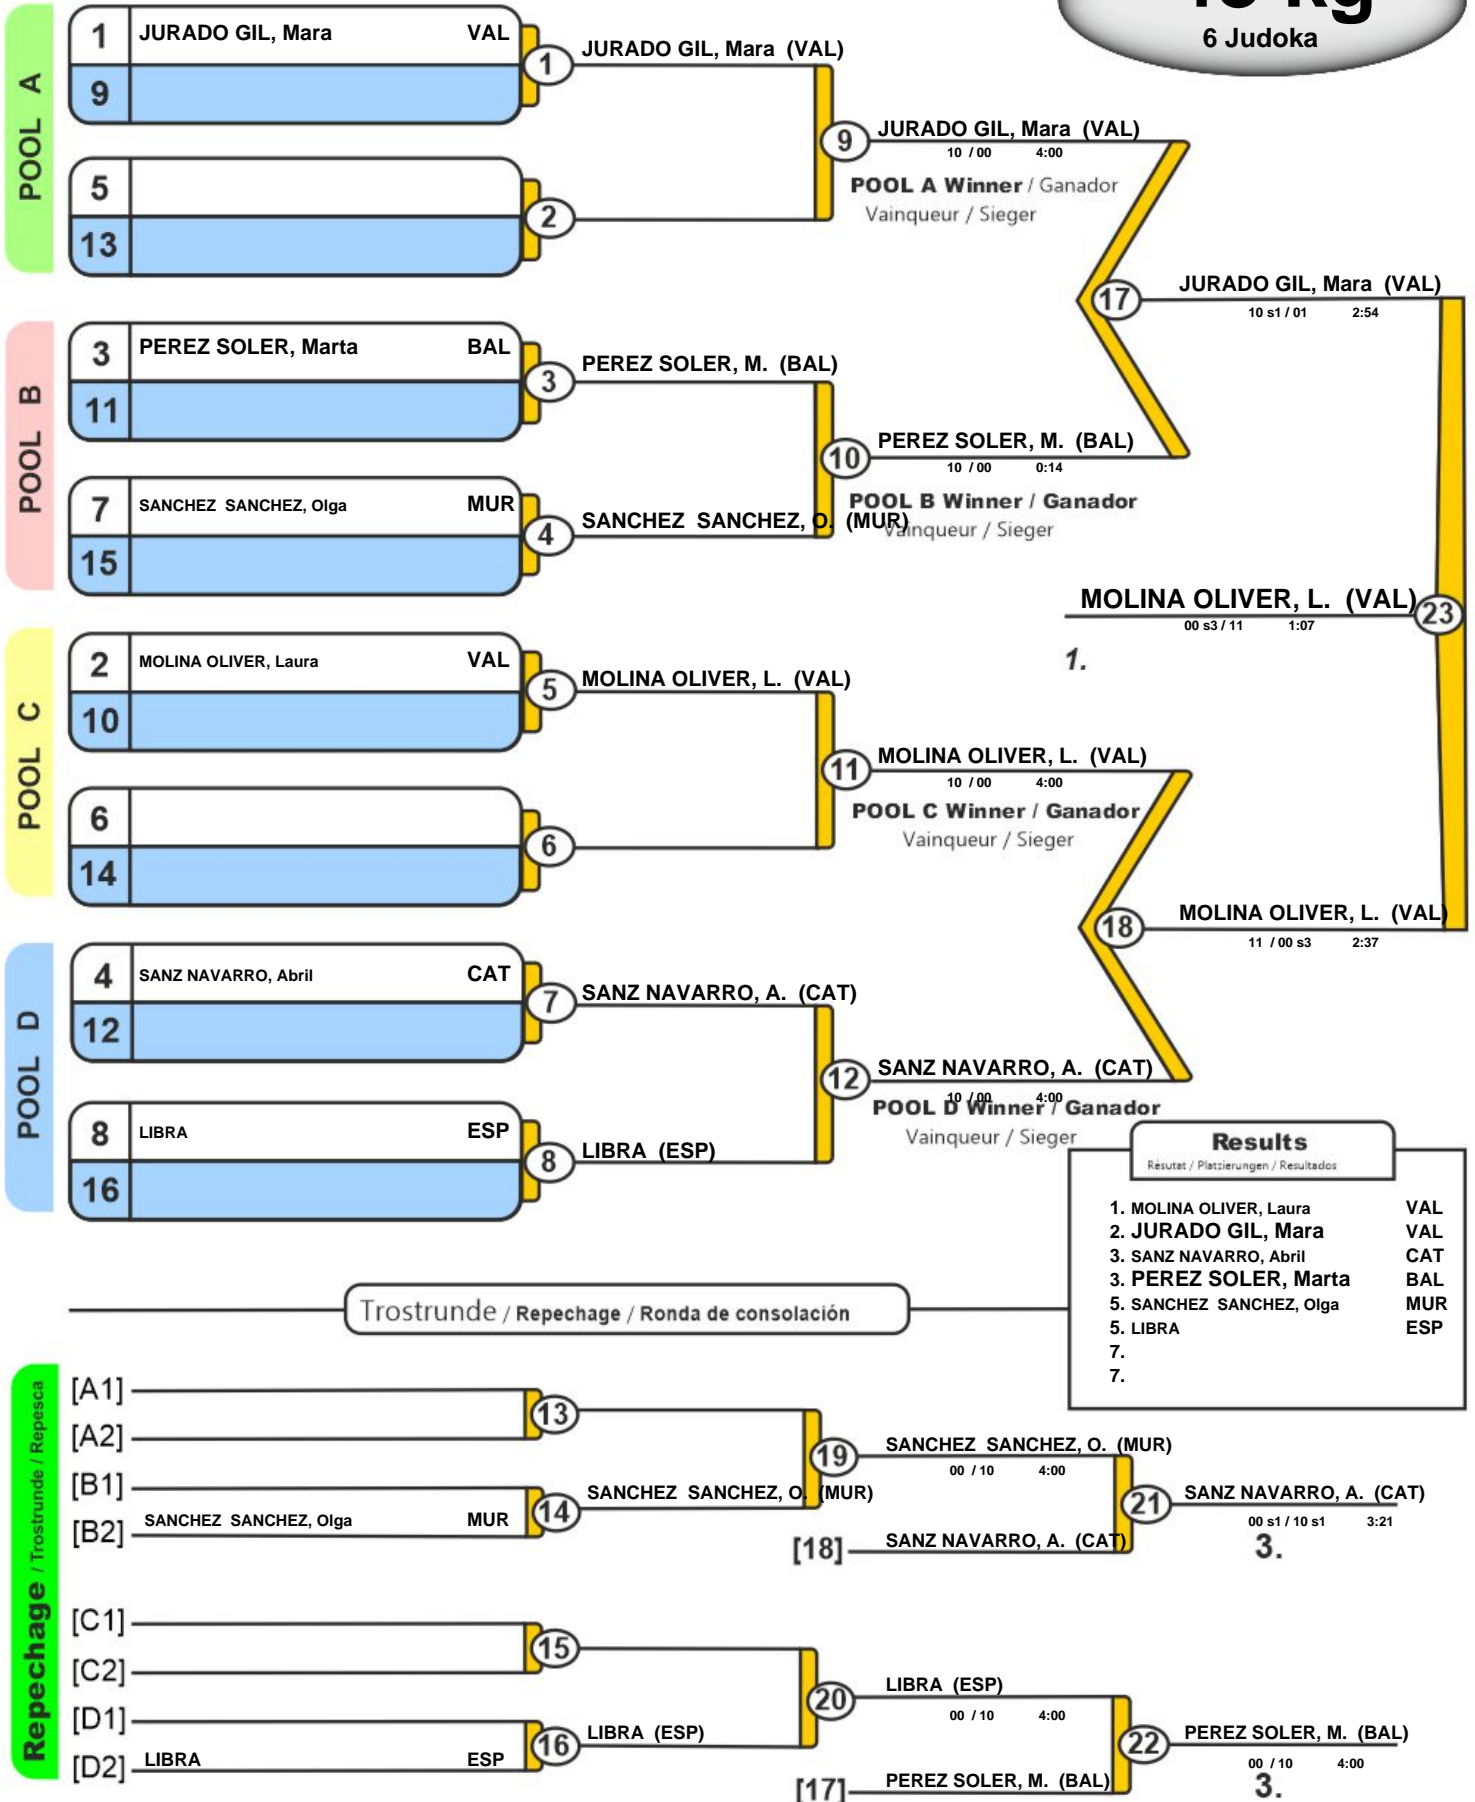 6 Judoka
POOL A
1 JURADO GIL, Mara VAL
9
1
JURADO GIL, Mara (VAL)
5
13
2
9
JURADO GIL, Mara (VAL)
10 / 00 4:00
POOL A Winner / Ganador
Vainqueur / Sieger
17
JURADO GIL, Mara (VAL)
10 s1 / 01 2:54
POOL B
3 PEREZ SOLER, Marta BAL
11
3
PEREZ SOLER, M. (BAL)
7 SANCHEZ SANCHEZ, Olga MUR
15
4
SANCHEZ SANCHEZ, O. (MUR)
10
PEREZ SOLER, M. (BAL)
10 / 00 0:14
POOL B Winner / Ganador
Vainqueur / Sieger
MOLINA OLIVER, L. (VAL)
23
00 s3 / 11 1:07
1.
POOL C
2 MOLINA OLIVER, Laura VAL
10
5
MOLINA OLIVER, L. (VAL)
6
14
6
11
MOLINA OLIVER, L. (VAL)
10 / 00 4:00
POOL C Winner / Ganador
Vainqueur / Sieger
18
MOLINA OLIVER, L. (VAL)
11 / 00 s3 2:37
POOL D
4 SANZ NAVARRO, Abril CAT
12
7
SANZ NAVARRO, A. (CAT)
8 LIBRA ESP
16
8
LIBRA (ESP)
12
SANZ NAVARRO, A. (CAT)
10 / 00 4:00
POOL D Winner / Ganador
Vainqueur / Sieger
Results
Résutat / Platzierungen / Resultados
1. MOLINA OLIVER, Laura VAL
2. JURADO GIL, Mara VAL
3. SANZ NAVARRO, Abril CAT
3. PEREZ SOLER, Marta BAL
5. SANCHEZ SANCHEZ, Olga MUR
5. LIBRA ESP
7.
7.
Trostrunde / Repechage / Ronda de consolación
Repechage / Trostrunde / Repesca
[A1]
[A2]
13
[B1]
[B2] SANCHEZ SANCHEZ, Olga MUR
14
SANCHEZ SANCHEZ, O. (MUR)
19
SANCHEZ SANCHEZ, O. (MUR)
00 / 10 4:00
[18] SANZ NAVARRO, A. (CAT)
21
SANZ NAVARRO, A. (CAT)
00 s1 / 10 s1 3:21
3.
[C1]
[C2]
15
[D1]
[D2] LIBRA ESP
16
LIBRA (ESP)
20
LIBRA (ESP)
00 / 10 4:00
[17] PEREZ SOLER, M. (BAL)
22
PEREZ SOLER, M. (BAL)
00 / 10 4:00
3.